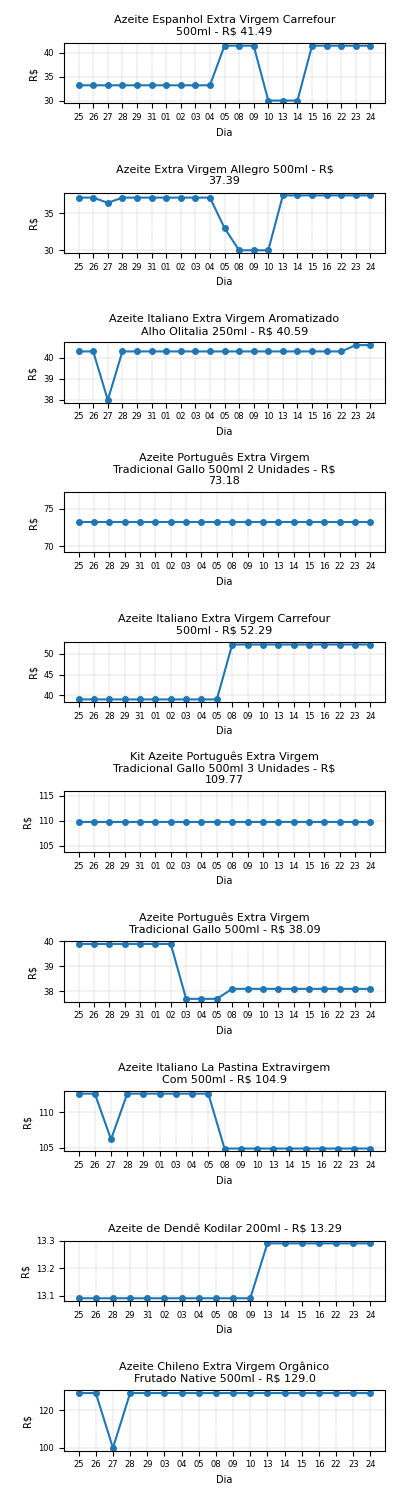 Azeite Espanhol Extra Virgem Carrefour
500ml - R$ 41.49
40
35
30
R$
25 26 27 28 29 31 01 02 03 04 05 08 09 10 13 14 15 16 22 23 24
Dia
Azeite Extra Virgem Allegro 500ml - R$
37.39
35
30
R$
25 26 27 28 29 31 01 02 03 04 05 08 09 10 13 14 15 16 22 23 24
Dia
Azeite Italiano Extra Virgem Aromatizado
Alho Olitalia 250ml - R$ 40.59
40
39
38
R$
25 26 27 28 29 31 01 02 03 04 05 08 09 10 13 14 15 16 22 23 24
Dia
Azeite Português Extra Virgem
Tradicional Gallo 500ml 2 Unidades - R$
73.18
75
70
R$
25 26 28 29 31 01 02 03 04 05 08 09 10 13 14 15 16 22 23 24
Dia
Azeite Italiano Extra Virgem Carrefour
500ml - R$ 52.29
50
45
40
R$
25 26 28 29 31 01 02 03 04 05 08 09 10 13 14 15 16 22 23 24
Dia
Kit Azeite Português Extra Virgem
Tradicional Gallo 500ml 3 Unidades - R$
109.77
115
110
105
R$
25 26 28 29 31 01 02 03 04 05 08 09 10 13 14 15 16 22 23 24
Dia
Azeite Português Extra Virgem
Tradicional Gallo 500ml - R$ 38.09
40
39
38
R$
25 26 28 29 31 01 02 03 04 05 08 09 10 13 14 15 16 22 23 24
Dia
Azeite Italiano La Pastina Extravirgem
Com 500ml - R$ 104.9
110
105
R$
25 26 27 28 29 01 03 04 05 08 09 10 13 14 15 16 22 23 24
Dia
Azeite de Dendê Kodilar 200ml - R$ 13.29
13.3
13.2
13.1
R$
25 26 28 29 31 01 02 03 04 05 09 10 13 14 15 16 22 23 24
Dia
Azeite Chileno Extra Virgem Orgânico
Frutado Native 500ml - R$ 129.0
120
100
R$
25 26 27 28 29 03 04 05 08 09 10 13 14 15 16 22 23 24
Dia